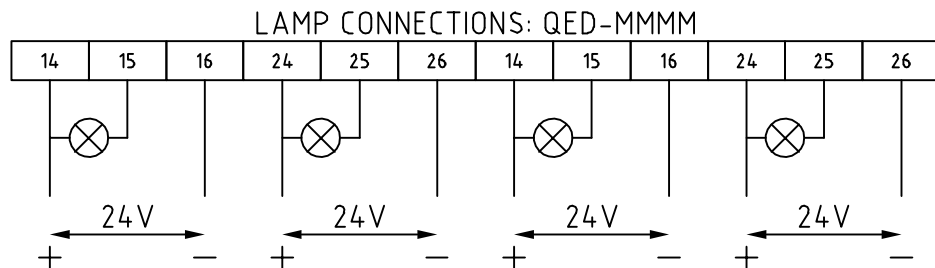 LAMP CONNECTIONS: QED-MMMM
14 15 16 24 25 26 14 15 16 24 25 26
24V 24V 24V 24V
+ − + − + − + −